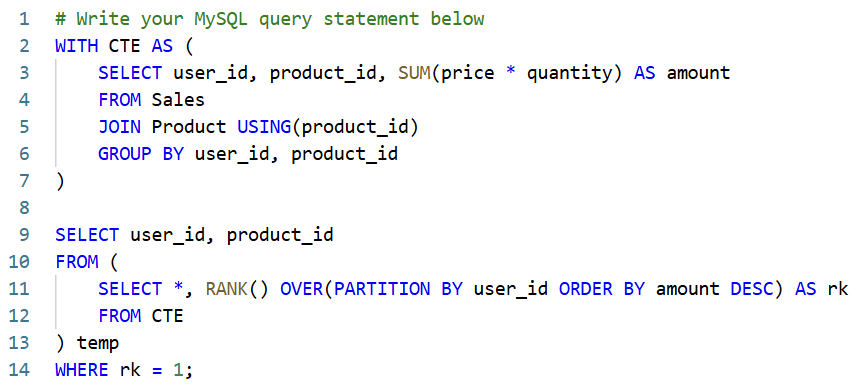 1 # Write your MySQL query statement below
2 WITH CTE AS (
3     SELECT user_id, product_id, SUM(price * quantity) AS amount
4     FROM Sales
5     JOIN Product USING(product_id)
6     GROUP BY user_id, product_id
7 )
8
9 SELECT user_id, product_id
10 FROM (
11     SELECT *, RANK() OVER(PARTITION BY user_id ORDER BY amount DESC) AS rk
12     FROM CTE
13 ) temp
14 WHERE rk = 1;